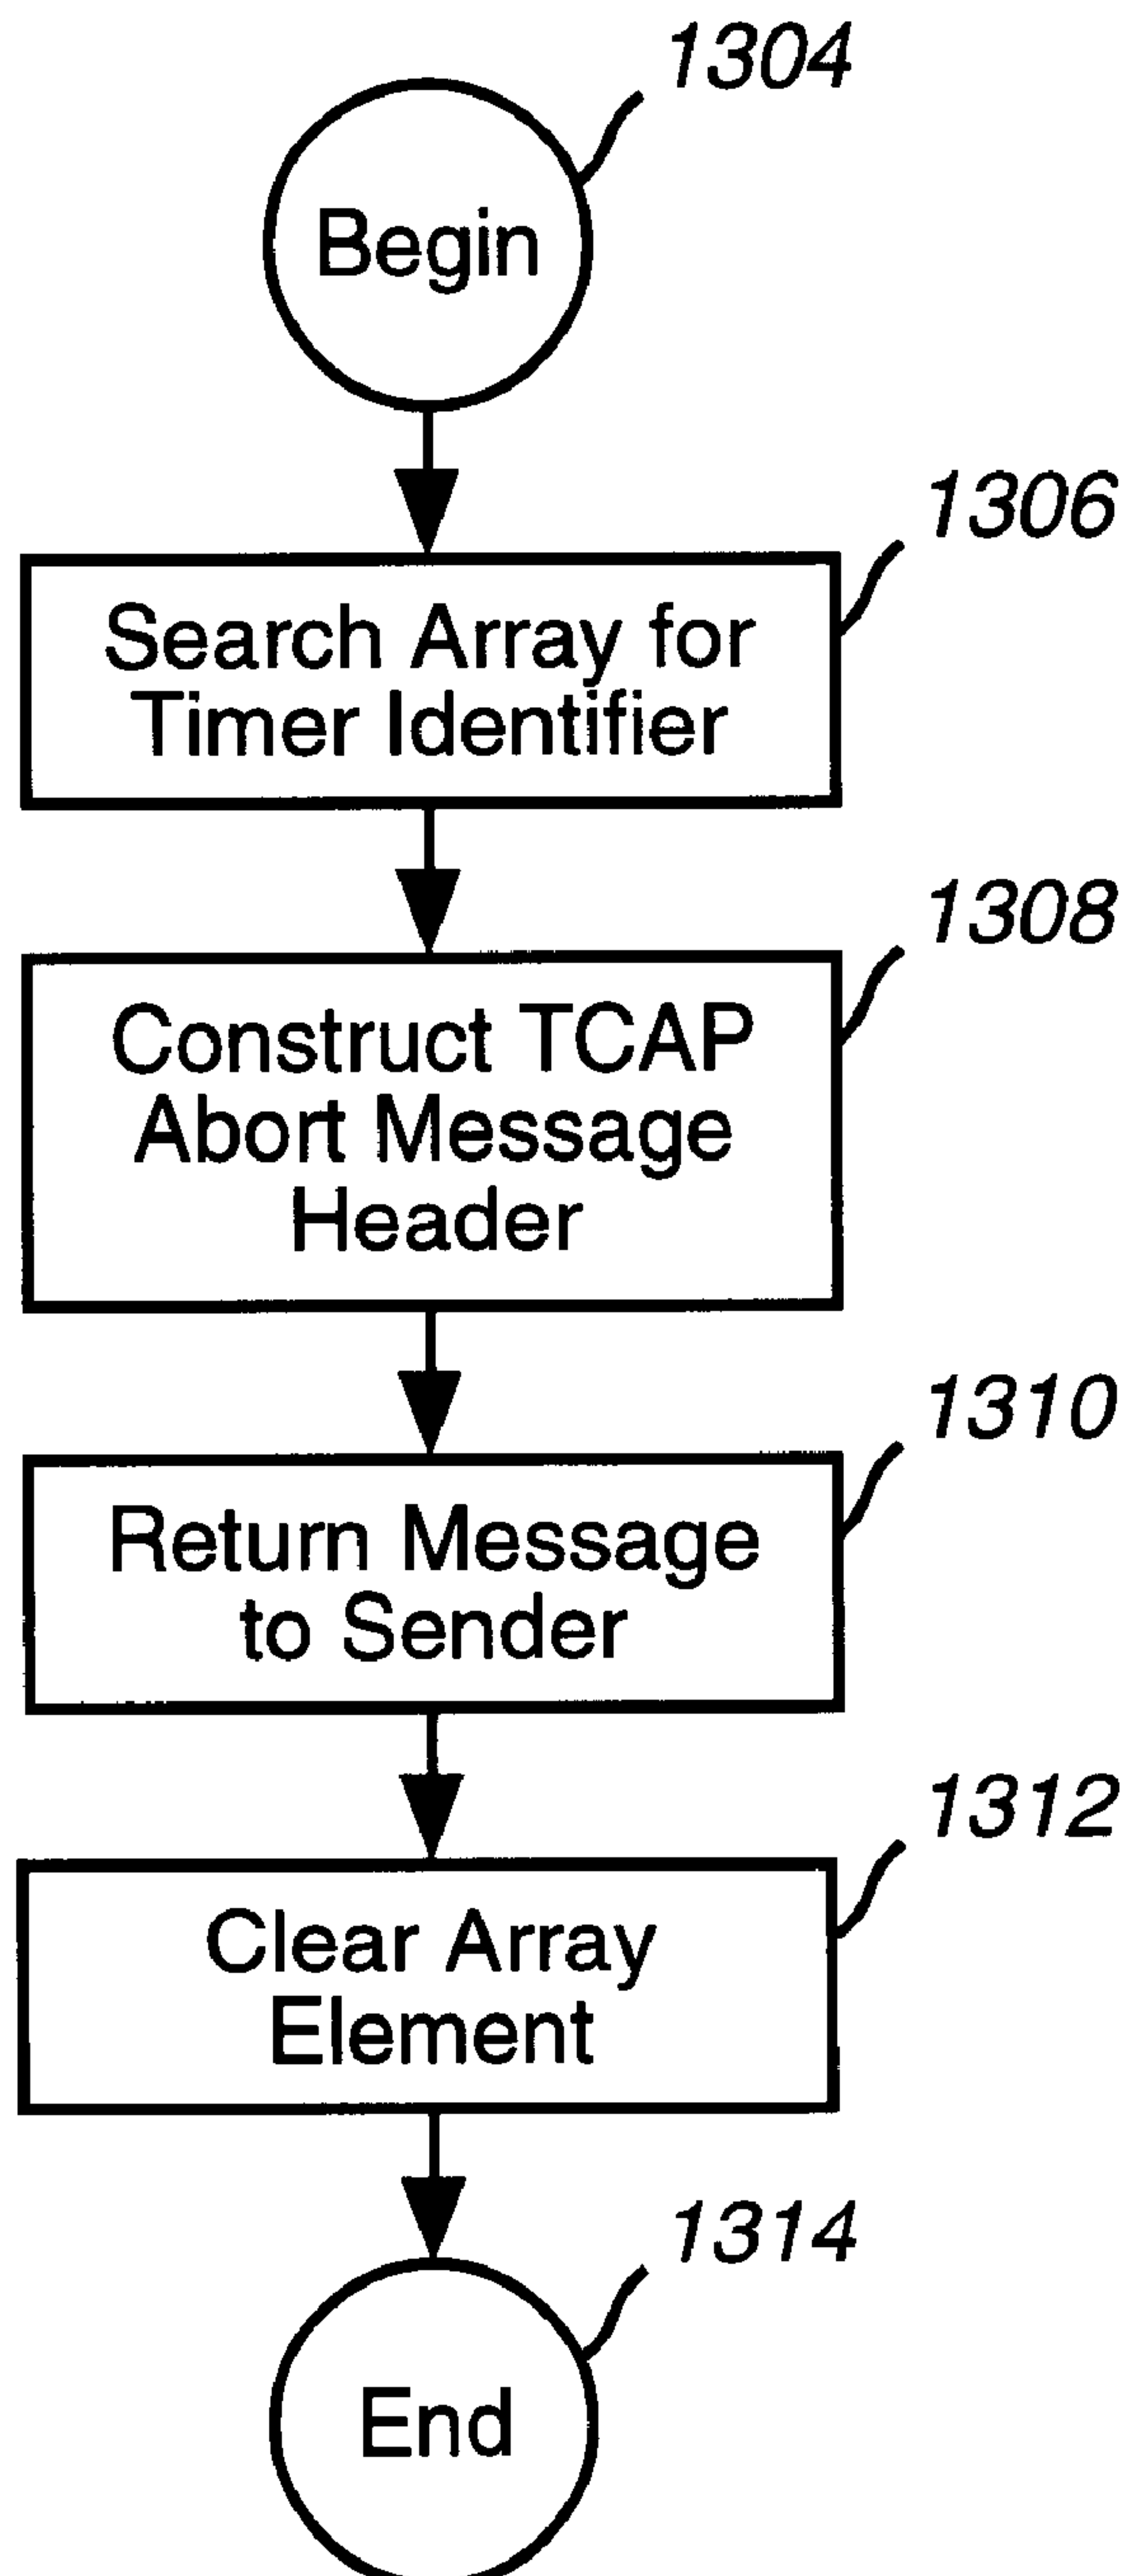 1304
Begin
1306
Search Array for
Timer Identifier
1308
Construct TCAP
Abort Message
Header
1310
Return Message
to Sender
1312
Clear Array
Element
1314
End